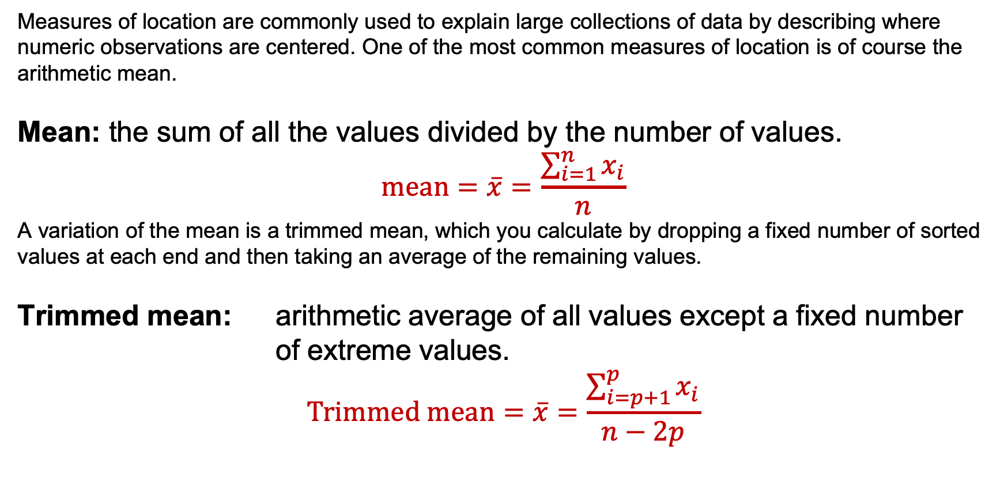 Measures of location are commonly used to explain large collections of data by describing where
numeric observations are centered. One of the most common measures of location is of course the
arithmetic mean.
Mean: the sum of all the values divided by the number of values.
mean = x̄ = \frac{\sum_{i=1}^{n} x_i}{n}
A variation of the mean is a trimmed mean, which you calculate by dropping a fixed number of sorted
values at each end and then taking an average of the remaining values.
Trimmed mean: arithmetic average of all values except a fixed number
of extreme values.
Trimmed mean = x̄ = \frac{\sum_{i=p+1}^{p} x_i}{n − 2p}